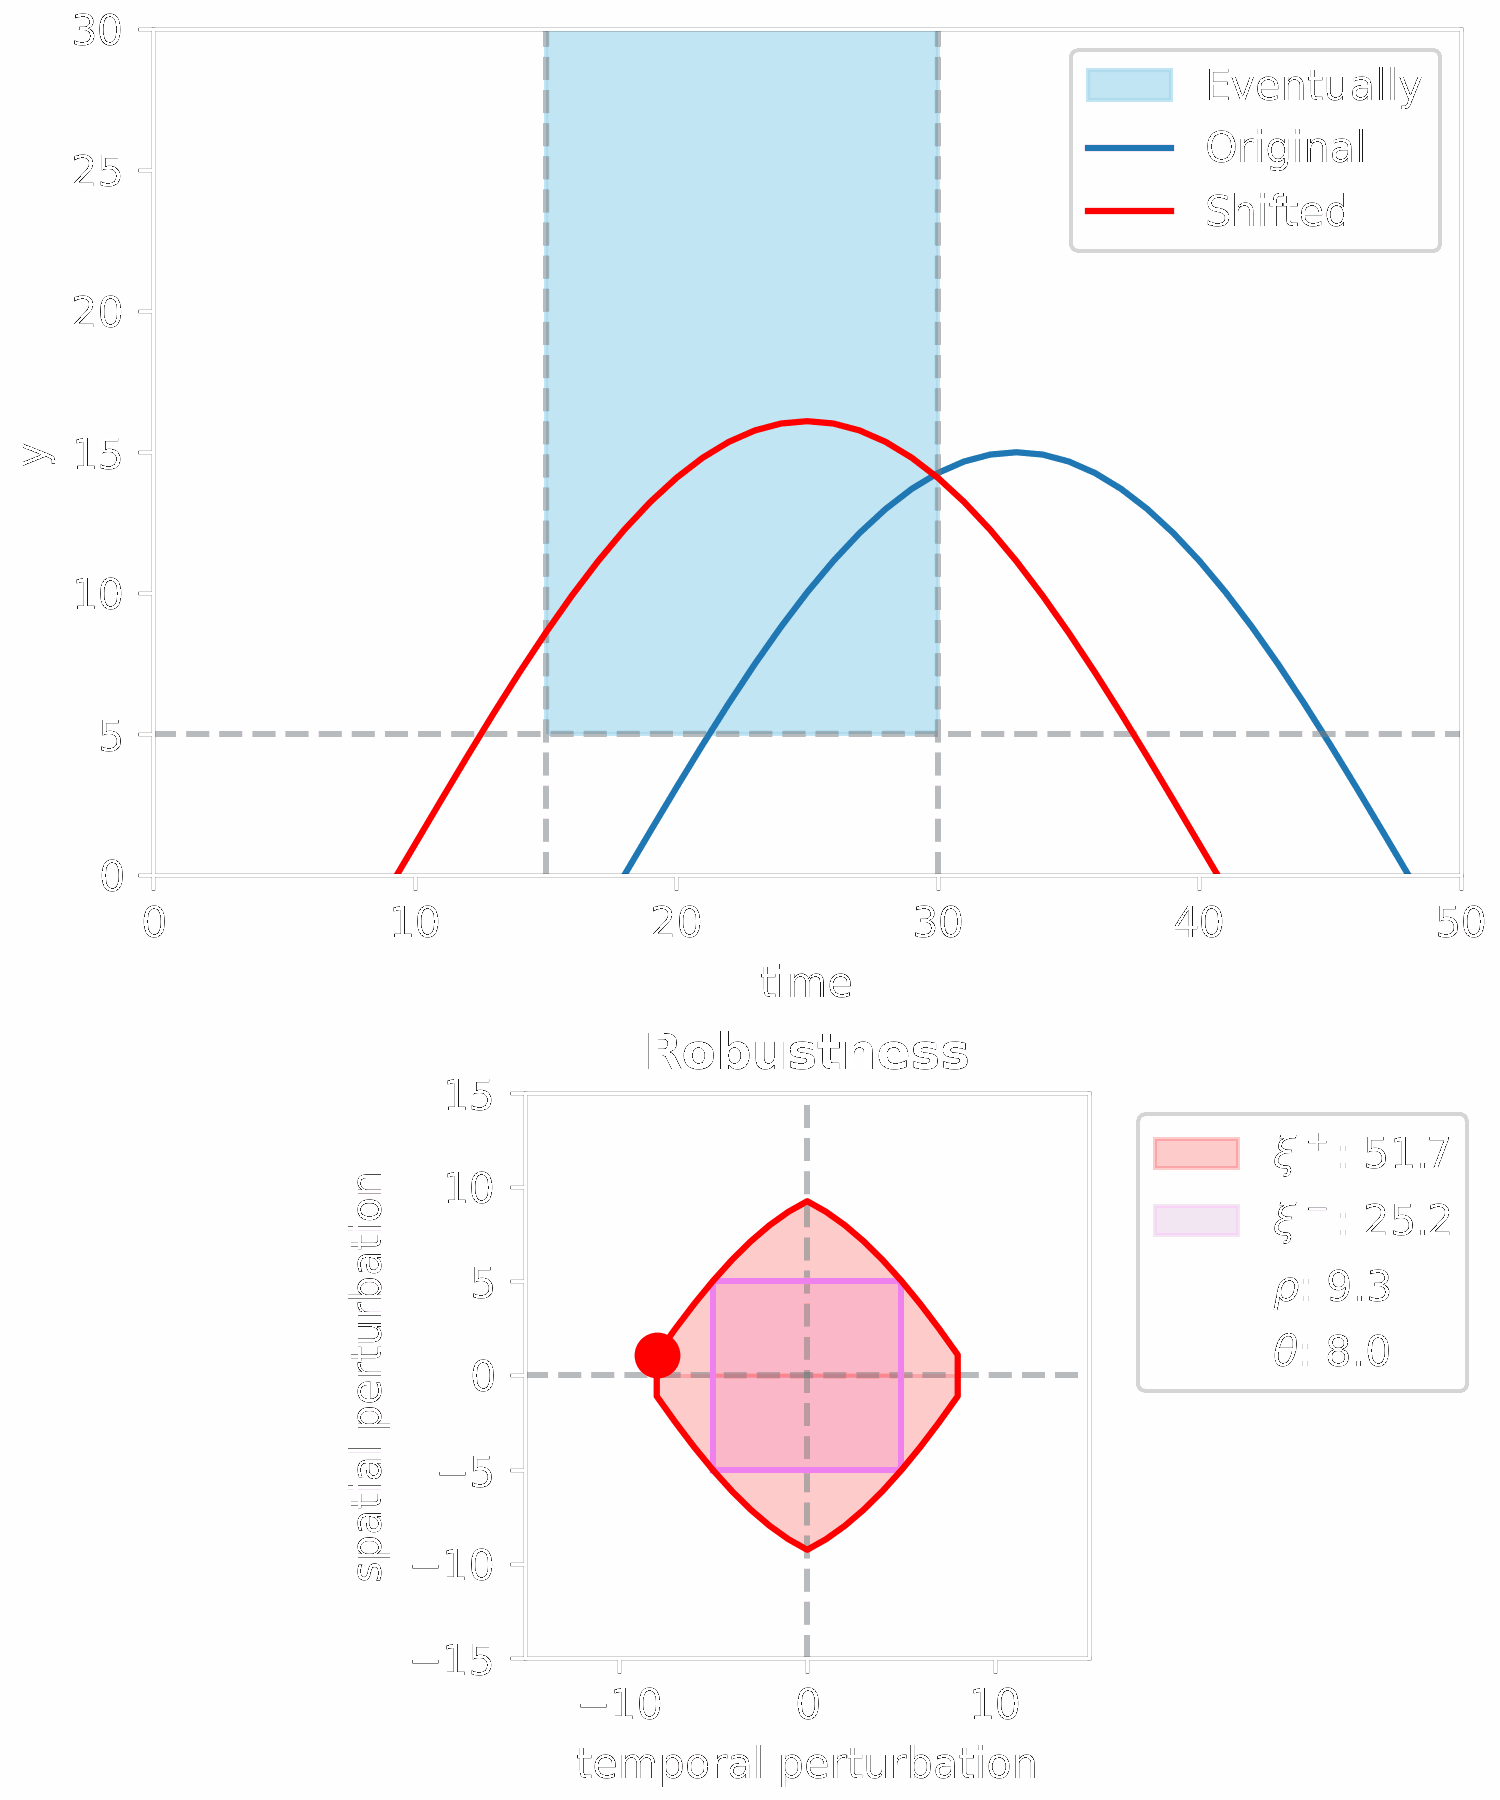 30
25
20
15
10
5
0
y
0 10 20 30 40 50
time
Eventually
Original
Shifted
Robustness
15
10
5
0
−5
−10
−15
spatial perturbation
−10 0 10
temporal perturbation
ξ⁺: 51.7
ξ⁻: 25.2
ρ: 9.3
θ: 8.0